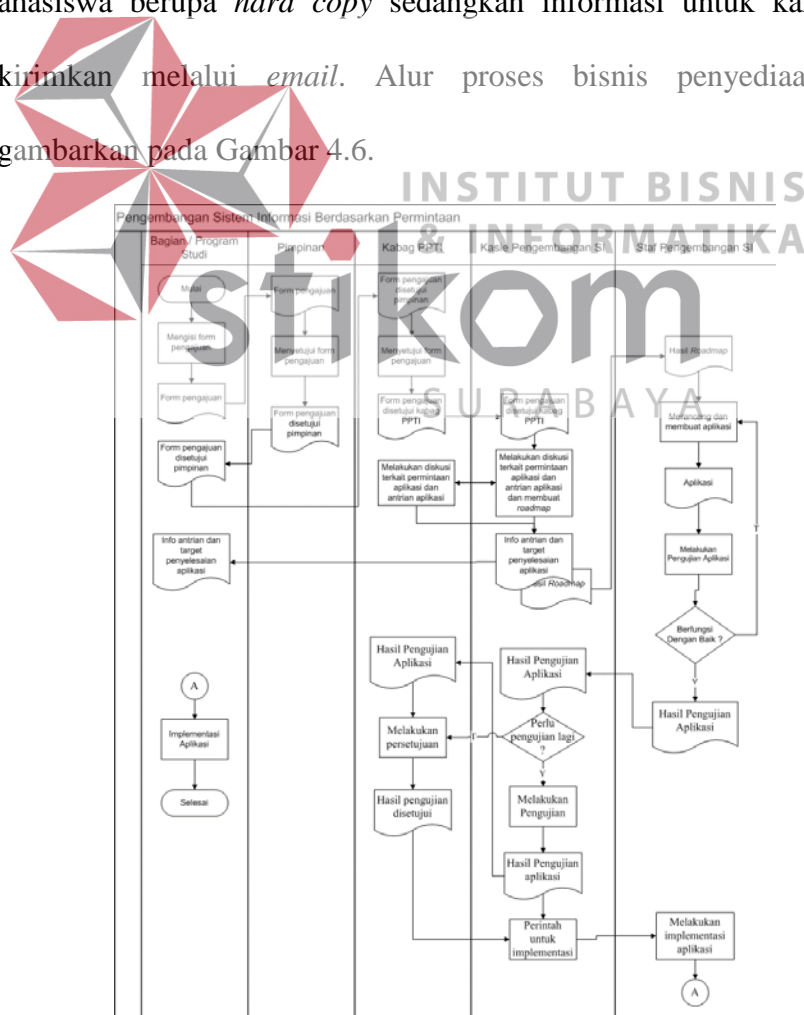 berupa hard copy sedangkan informasi untuk
melalui email. Alur proses bisnis
pada Gambar 4.6.
INSTITUT BISNIS
& INFORMATIKA
stikom
SURABAYA
Pengembangan Sistem Informasi Berdasarkan Permintaan
Bagian / Program
Studi
Pimpinan
Kabag PPTI
Kasie Pengembangan SI
Staf Pengembangan SI
Mulai
Mengisi form
pengajuan
Form pengajuan
Form pengajuan
disetujui
pimpinan
Info antrian dan
target
penyelesaian
aplikasi
A
Implementasi
Aplikasi
Selesai
Form pengajuan
Menyetujui form
pengajuan
Form pengajuan
disetujui
pimpinan
Form pengajuan
disetujui
pimpinan
Menyetujui form
pengajuan
Form pengajuan
disetujui kabag
PPTI
Melakukan diskusi
terkait permintaan
aplikasi dan
antrian aplikasi
Hasil Pengujian
Aplikasi
Melakukan
persetujuan
Hasil pengujian
disetujui
Form pengajuan
disetujui kabag
PPTI
Melakukan diskusi
terkait permintaan
aplikasi dan
antrian aplikasi
dan membuat
roadmap
Info antrian dan
target
penyelesaian
aplikasi
Roadmap
Hasil Pengujian
Aplikasi
Perlu
pengujian lagi
?
T
Y
Melakukan
Pengujian
Hasil Pengujian
aplikasi
Perintah
untuk
implementasi
Hasil Roadmap
Merancang dan
membuat aplikasi
Aplikasi
Melakukan
Pengujian Aplikasi
Berfungsi
Dengan Baik ?
T
Y
Hasil Pengujian
Aplikasi
Melakukan
implementasi
aplikasi
A